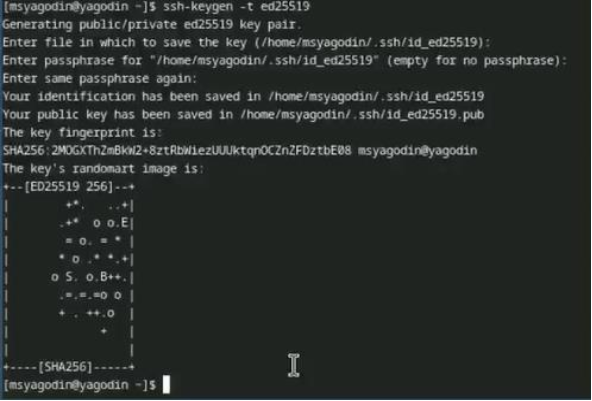 [msyagodin@yagodin ~]$ ssh-keygen -t ed25519
Generating public/private ed25519 key pair.
Enter file in which to save the key (/home/msyagodin/.ssh/id_ed25519):
Enter passphrase for "/home/msyagodin/.ssh/id_ed25519" (empty for no passphrase):
Enter same passphrase again:
Your identification has been saved in /home/msyagodin/.ssh/id_ed25519
Your public key has been saved in /home/msyagodin/.ssh/id_ed25519.pub
The key fingerprint is:
SHA256:2MOGXThZmBkW2+8ztRbWiezUUUktqnOCZnZFDztbE08 msyagodin@yagodin
The key's randomart image is:
+--[ED25519 256]--+
|       +*.   ..+|
|      .+*  o o.E|
|       = o. = * |
|      * o .* *.+|
|     o S. o.B++.|
|      .=.=.=o o |
|      + . ++.o  |
|            +   |
|                |
+----[SHA256]-----+
[msyagodin@yagodin ~]$